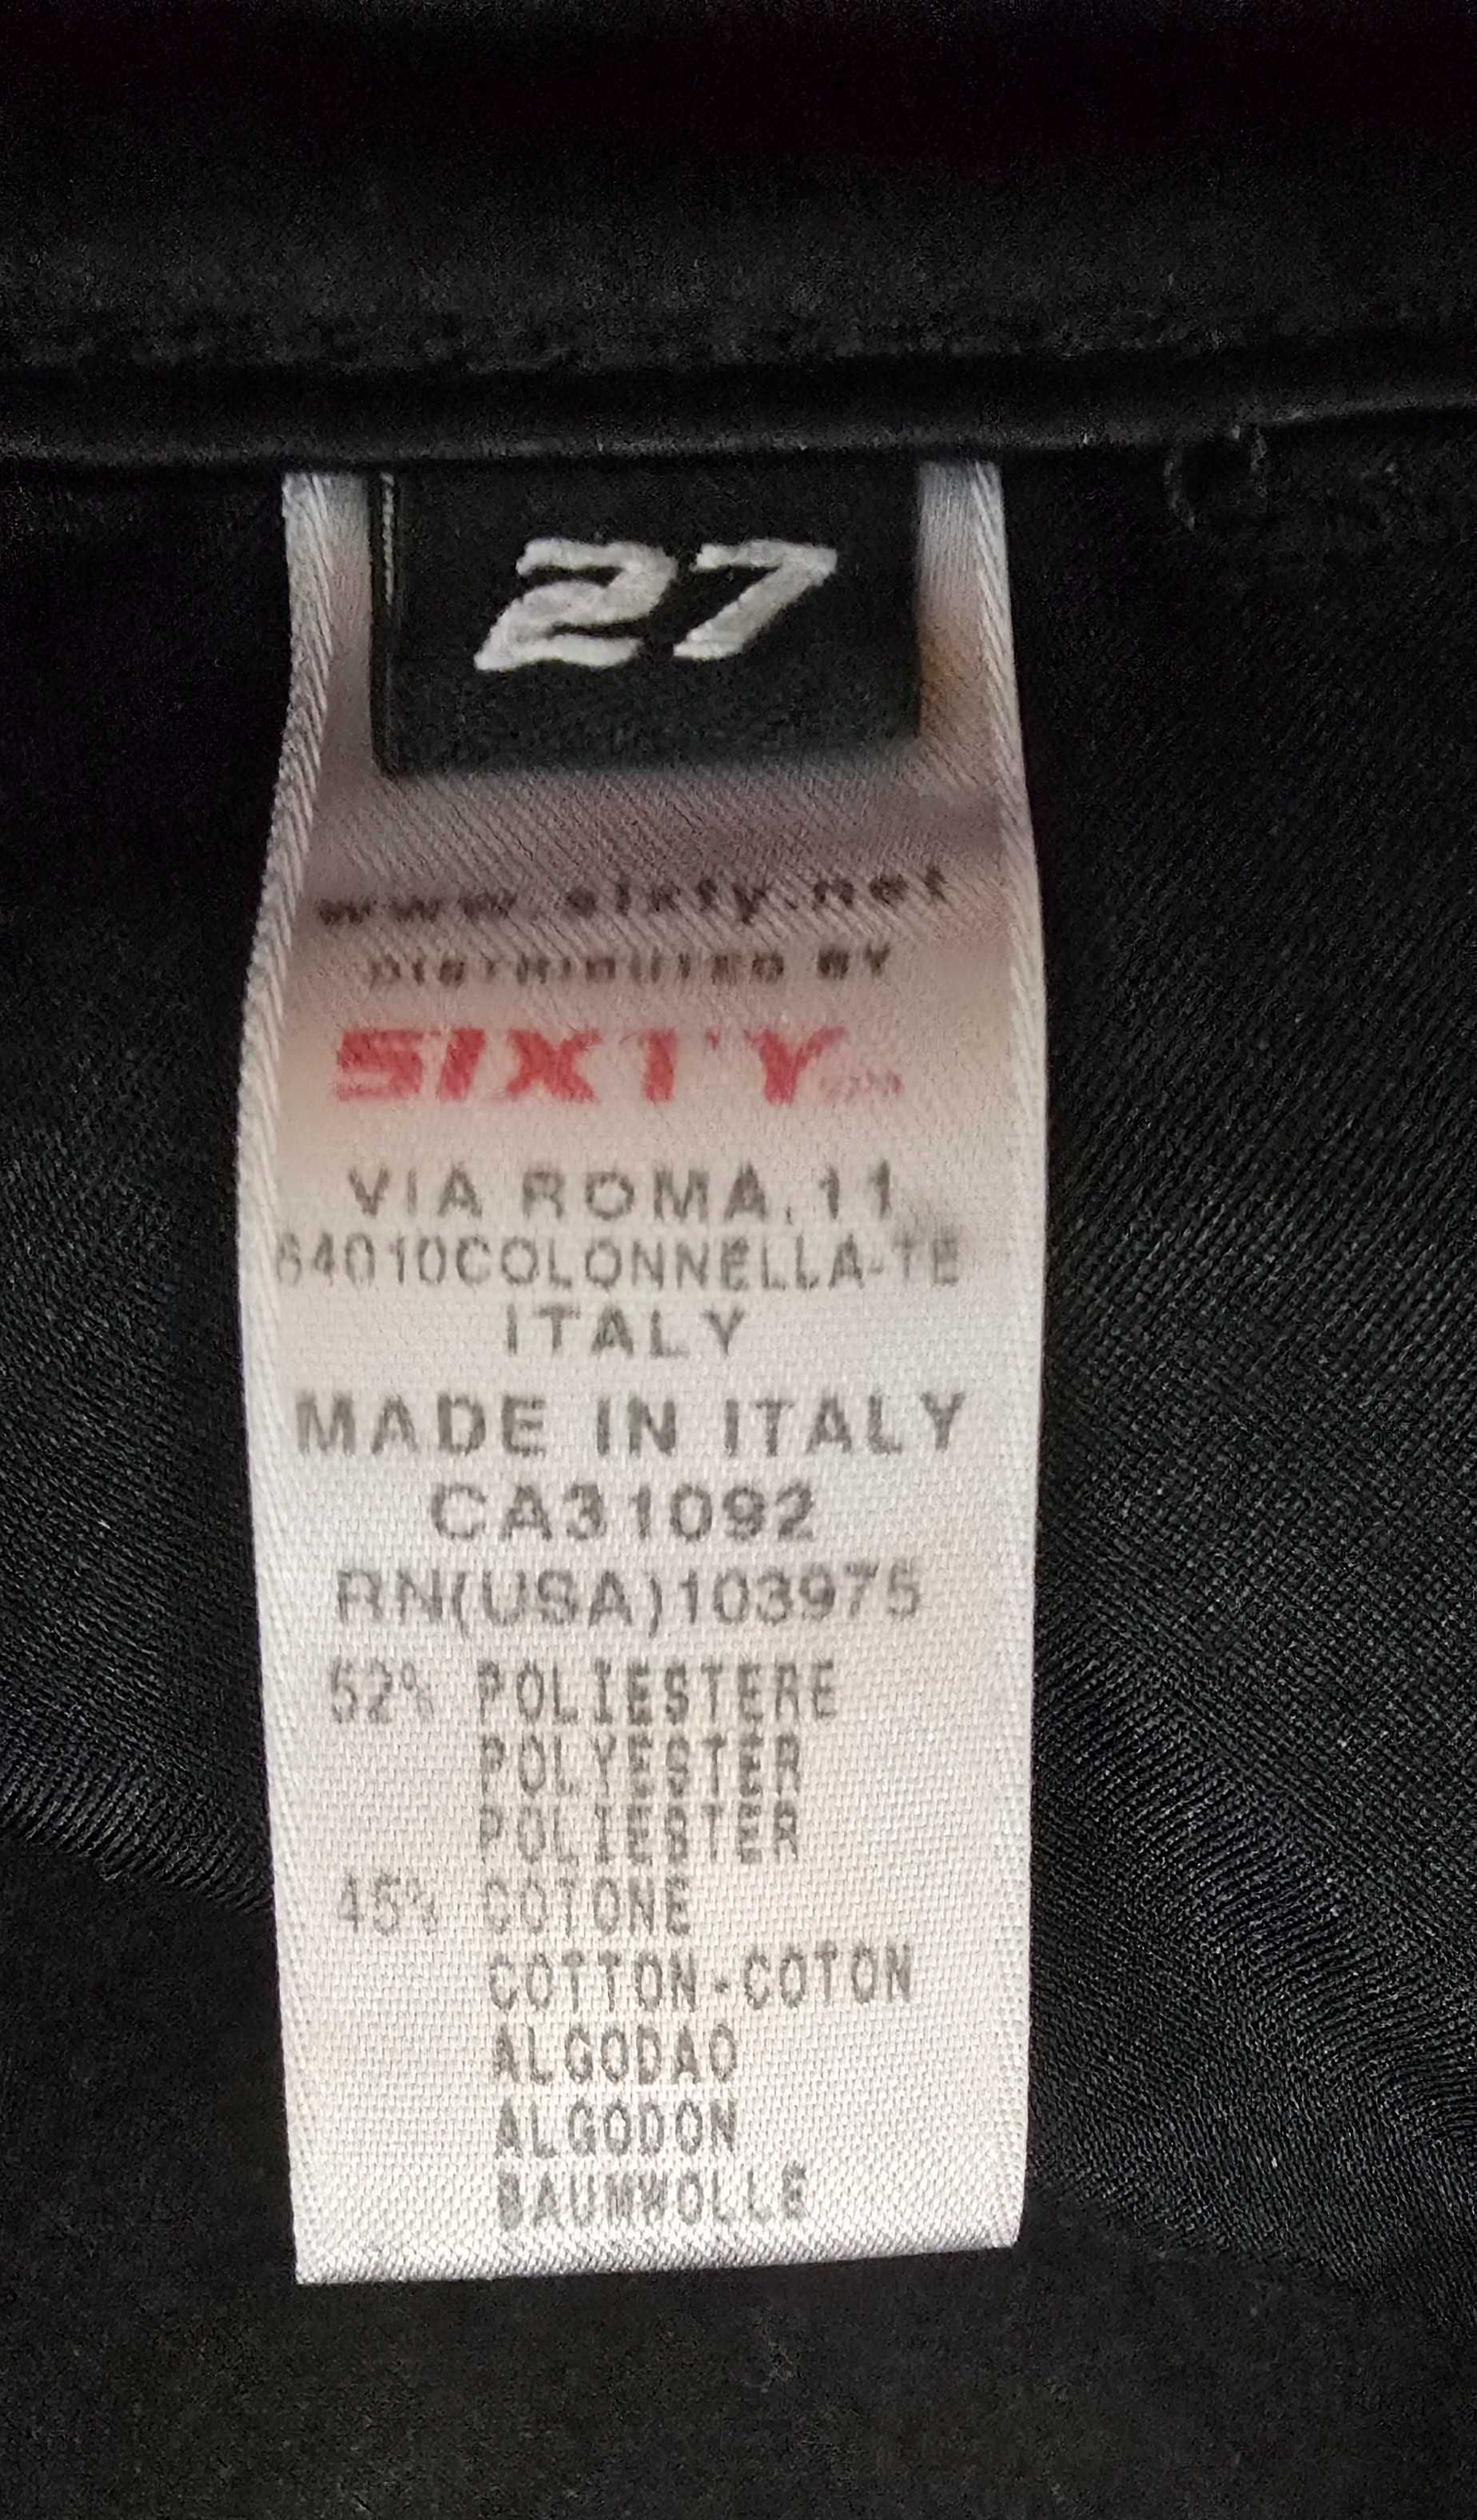 27
www.sixty.net
DISTRIBUTED BY
SIXTY
VIA ROMA, 11
64010COLONNELLA-TE
ITALY
MADE IN ITALY
CA31092
RN(USA)103975
52% POLIESTERE
POLYESTER
POLIESTER
45% COTONE
COTTON-COTON
ALGODAO
ALGODON
BAUMWOLLE